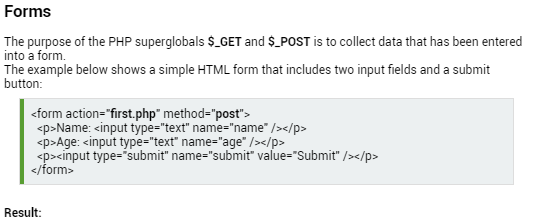 Forms
The purpose of the PHP superglobals $_GET and $_POST is to collect data that has been entered
into a form.
The example below shows a simple HTML form that includes two input fields and a submit
button:
<form action="first.php" method="post">
<p>Name: <input type="text" name="name" /></p>
<p>Age: <input type="text" name="age" /></p>
<p><input type="submit" name="submit" value="Submit" /></p>
</form>
Result: